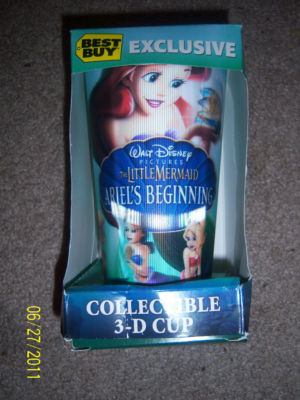 BEST BUY EXCLUSIVE
WALT DISNEY
PICTURES
THE LITTLE MERMAID
ARIEL'S BEGINNING
COLLECTIBLE
3-D CUP
06/27/2011